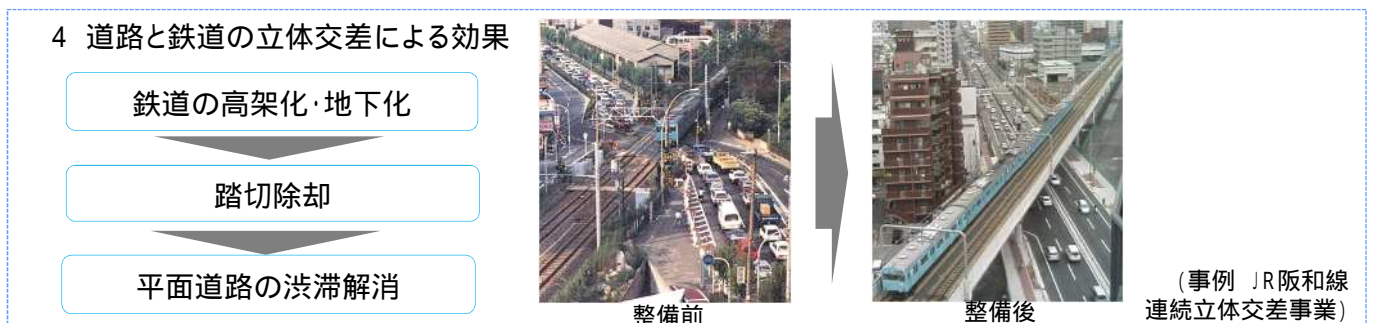 4 道路と鉄道の立体交差による効果
鉄道の高架化・地下化
踏切除却
平面道路の渋滞解消
整備前
整備後
(事例 JR阪和線
連続立体交差事業)